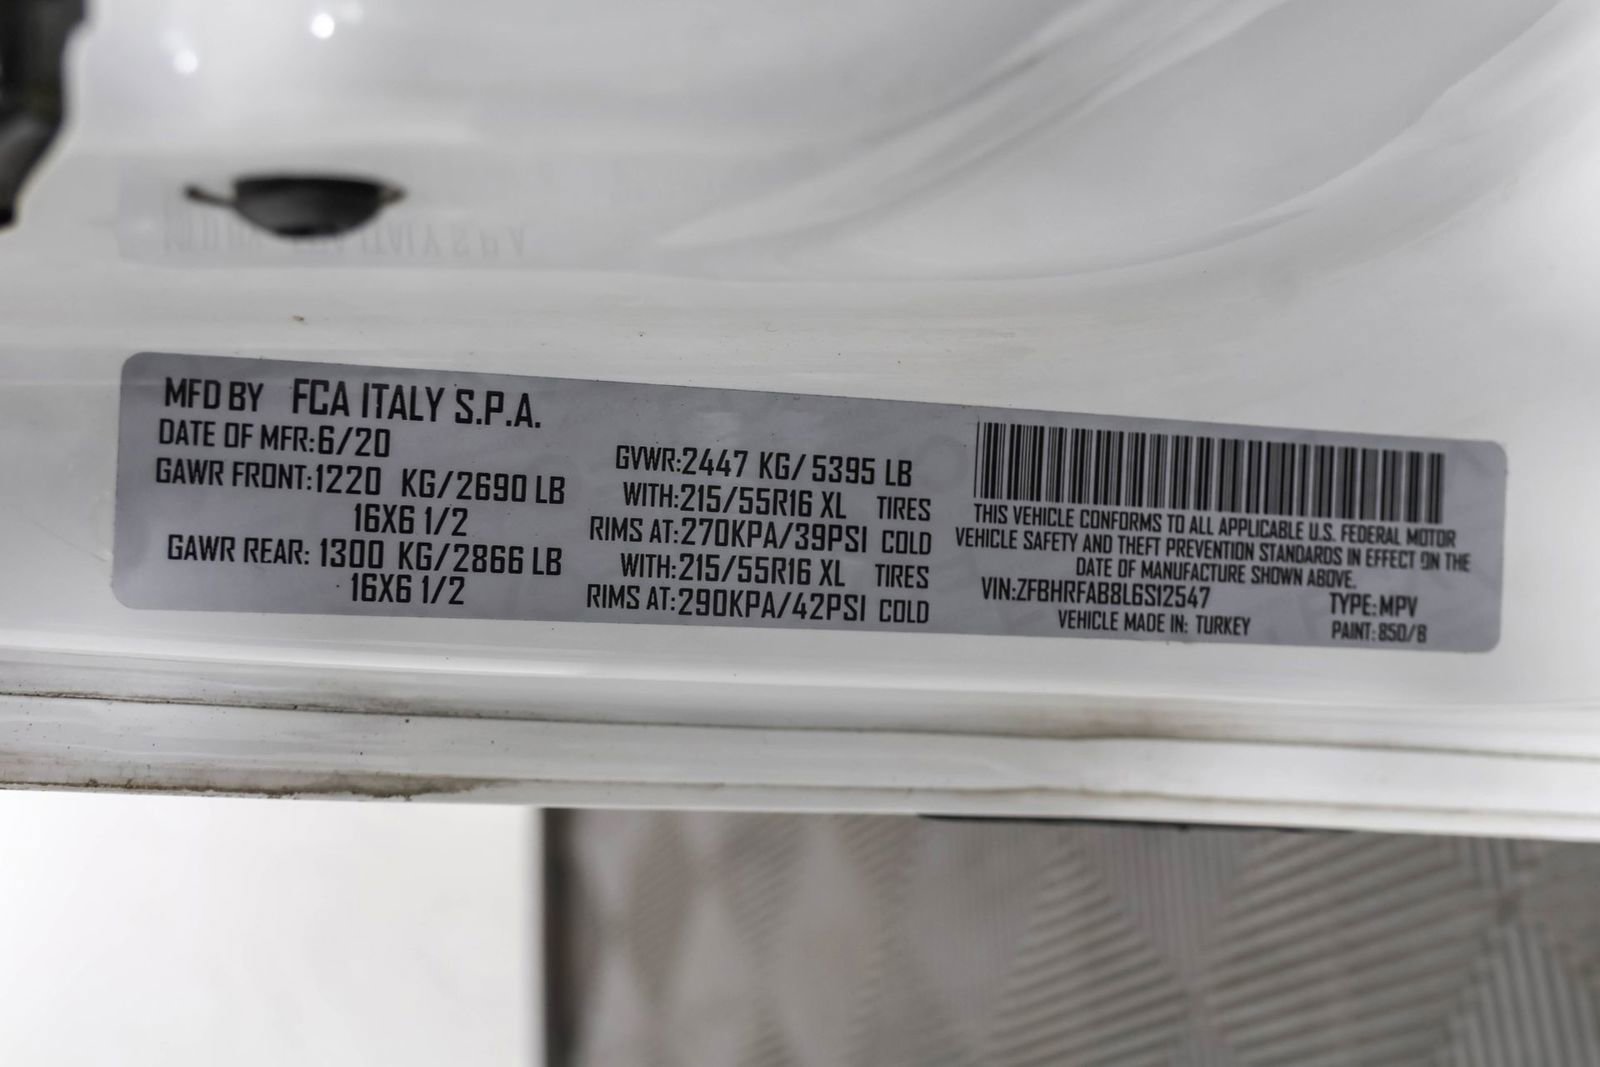 MFD BY FCA ITALY S.P.A.
DATE OF MFR:6/20
GAWR FRONT:1220 KG/2690 LB
16X6 1/2
GAWR REAR: 1300 KG/2866 LB
16X6 1/2
GVWR:2447 KG/ 5395 LB
WITH:215/55R16 XL TIRES
RIMS AT:270KPA/39PSI COLD
WITH:215/55R16 XL TIRES
RIMS AT:290KPA/42PSI COLD
THIS VEHICLE CONFORMS TO ALL APPLICABLE U.S. FEDERAL MOTOR
VEHICLE SAFETY AND THEFT PREVENTION STANDARDS IN EFFECT ON THE
DATE OF MANUFACTURE SHOWN ABOVE.
VIN:ZFBHRFAB8L6S12547 TYPE:MPV
VEHICLE MADE IN: TURKEY PAINT:850/B